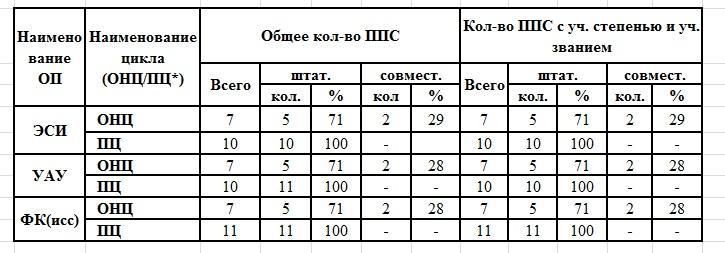 Наимено вание ОП | Наименование цикла (ОНЦ/ПЦ*) | Общее кол-во ППС | Кол-во ППС с уч. степенью и уч. званием
Всего | штат. | совмест. | Всего | штат. | совмест.
кол. | % | кол | % | кол. | % | кол. | %
ЭСИ | ОНЦ | 7 | 5 | 71 | 2 | 29 | 7 | 5 | 71 | 2 | 29
ПЦ | 10 | 10 | 100 | - | - | 10 | 10 | 100 | - | -
УАУ | ОНЦ | 7 | 5 | 71 | 2 | 28 | 7 | 5 | 71 | 2 | 28
ПЦ | 10 | 11 | 100 | - | - | 10 | 10 | 100 | - | -
ФК(исс) | ОНЦ | 7 | 5 | 71 | 2 | 28 | 7 | 5 | 71 | 2 | 28
ПЦ | 11 | 11 | 100 | - | - | 11 | 11 | 100 | - | -